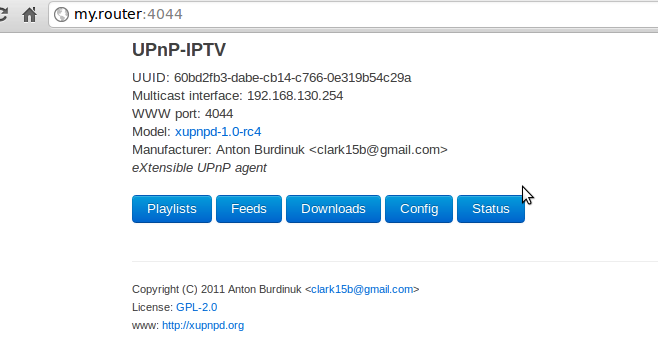 my.router:4044
UPnP-IPTV
UUID: 60bd2fb3-dabe-cb14-c766-0e319b54c29a
Multicast interface: 192.168.130.254
WWW port: 4044
Model: xupnpd-1.0-rc4
Manufacturer: Anton Burdinuk <clark15b@gmail.com>
eXtensible UPnP agent
Playlists Feeds Downloads Config Status
Copyright (C) 2011 Anton Burdinuk <clark15b@gmail.com>
License: GPL-2.0
www: http://xupnpd.org